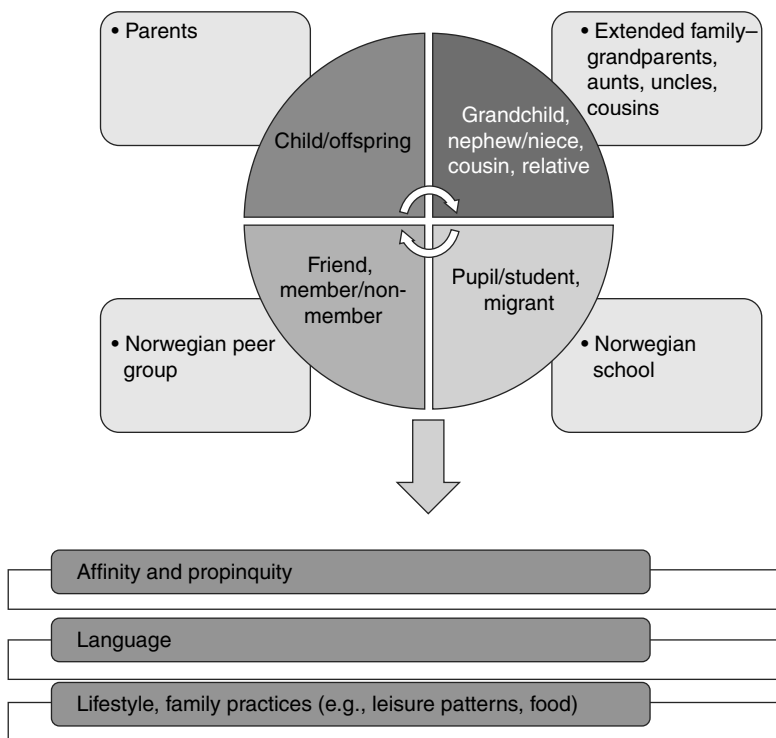 • Parents
• Extended family–
grandparents,
aunts, uncles,
cousins
Child/offspring
Grandchild,
nephew/niece,
cousin, relative
Friend,
member/non-
member
Pupil/student,
migrant
• Norwegian peer
group
• Norwegian
school
Affinity and propinquity
Language
Lifestyle, family practices (e.g., leisure patterns, food)